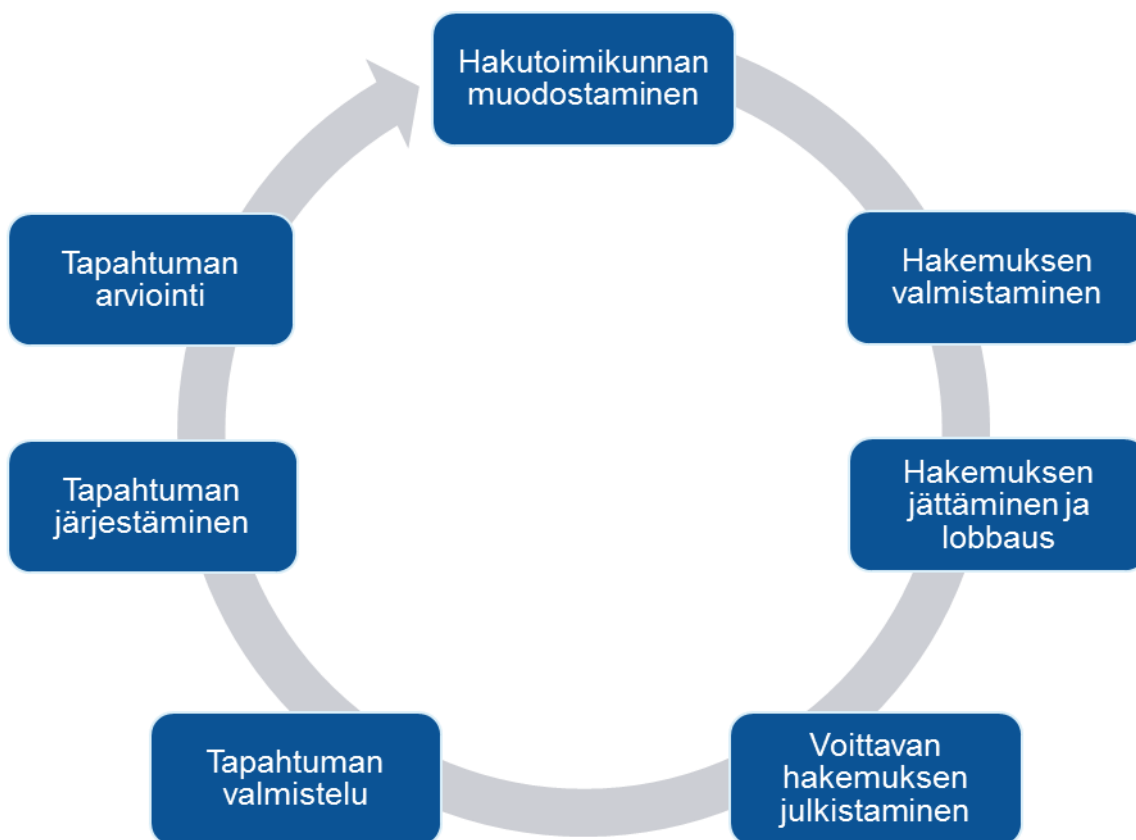 Hakutoimikunnan
muodostaminen
Hakemuksen
valmistaminen
Hakemuksen
jättäminen ja
lobbaus
Voittavan
hakemuksen
julkistaminen
Tapahtuman
valmistelu
Tapahtuman
järjestäminen
Tapahtuman
arviointi